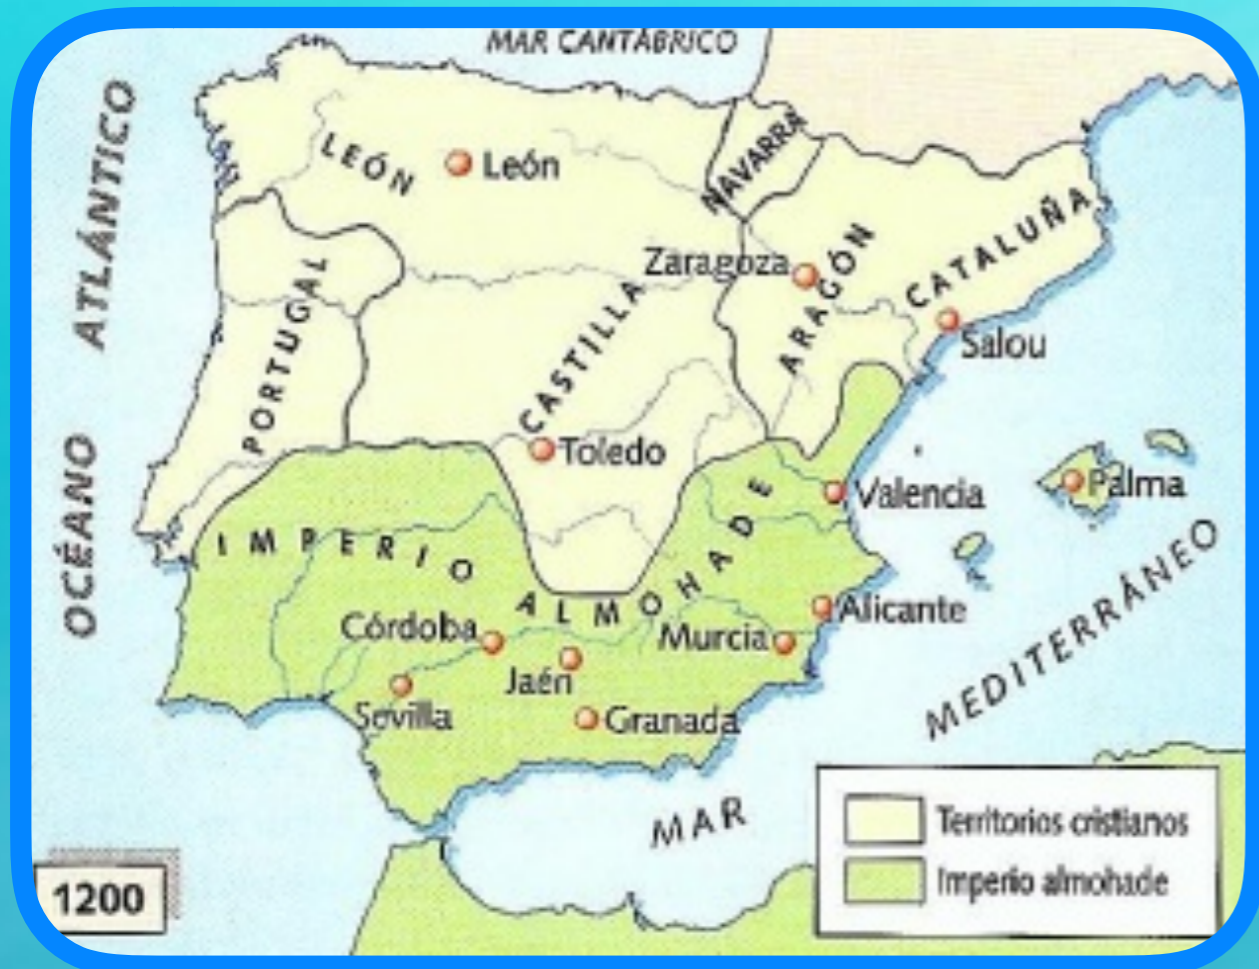 MAR CANTÁBRICO
OCÉANO ATLÁNTICO
LEÓN
León
NAVARRA
Zaragoza
ARAGÓN
CATALUÑA
Salou
PORTUGAL
CASTILLA
Toledo
Valencia
Palma
IMPERIO ALMOHADE
Córdoba
Jaén
Murcia
Alicante
Sevilla
Granada
MAR MEDITERRÁNEO
Territorios cristianos
Imperio almohade
1200